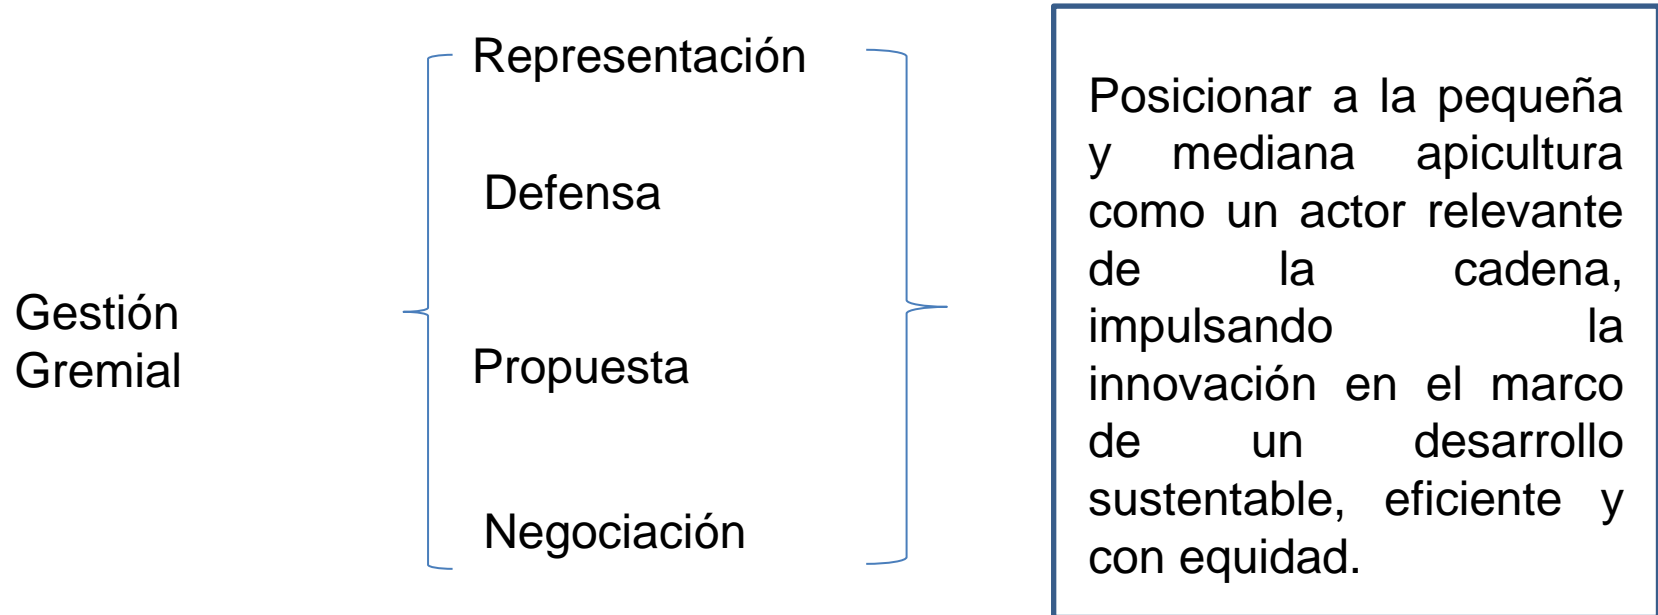 Gestión
Gremial
Representación
Defensa
Propuesta
Negociación
Posicionar a la pequeña
y mediana apicultura
como un actor relevante
de la cadena,
impulsando la
innovación en el marco
de un desarrollo
sustentable, eficiente y
con equidad.